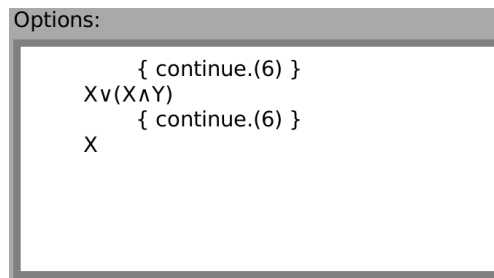 Options:
{ continue.(6) }
X∨(X∧Y)
{ continue.(6) }
X